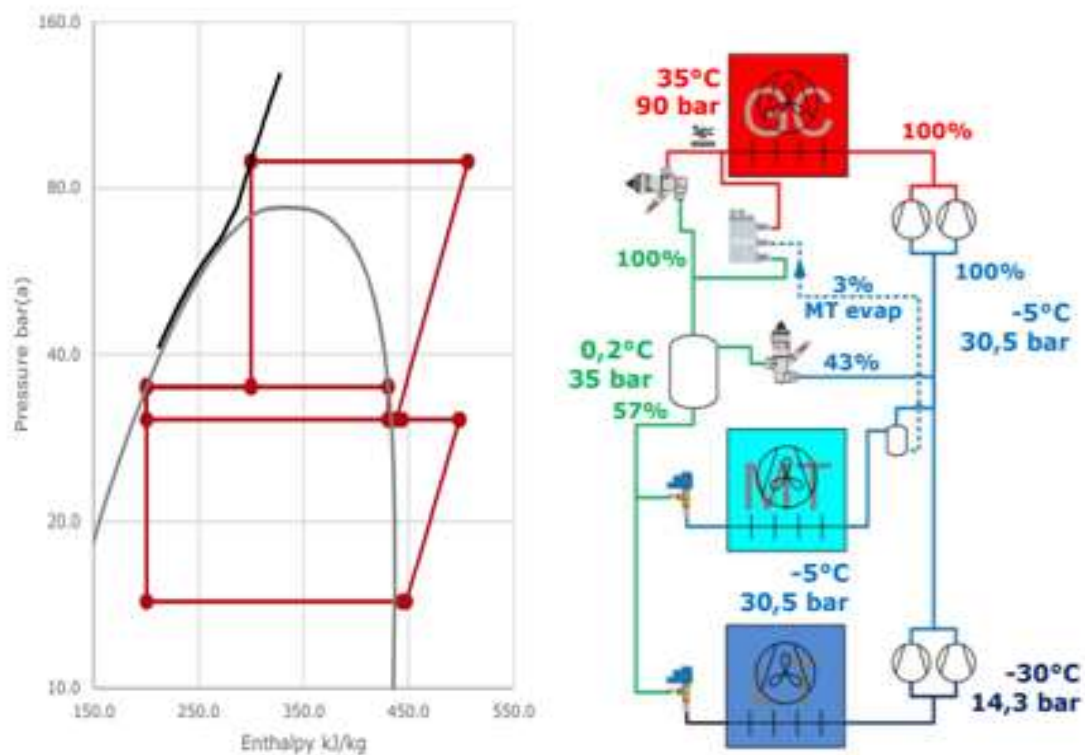 160.0
80.0
40.0
20.0
10.0
Pressure bar(a)
150.0
250.0
350.0
450.0
550.0
Enthalpy kJ/kg
35°C
90 bar
Sgc
GC
100%
100%
100%
3%
MT evap
-5°C
30,5 bar
0,2°C
35 bar
43%
57%
MT
-5°C
30,5 bar
-30°C
14,3 bar